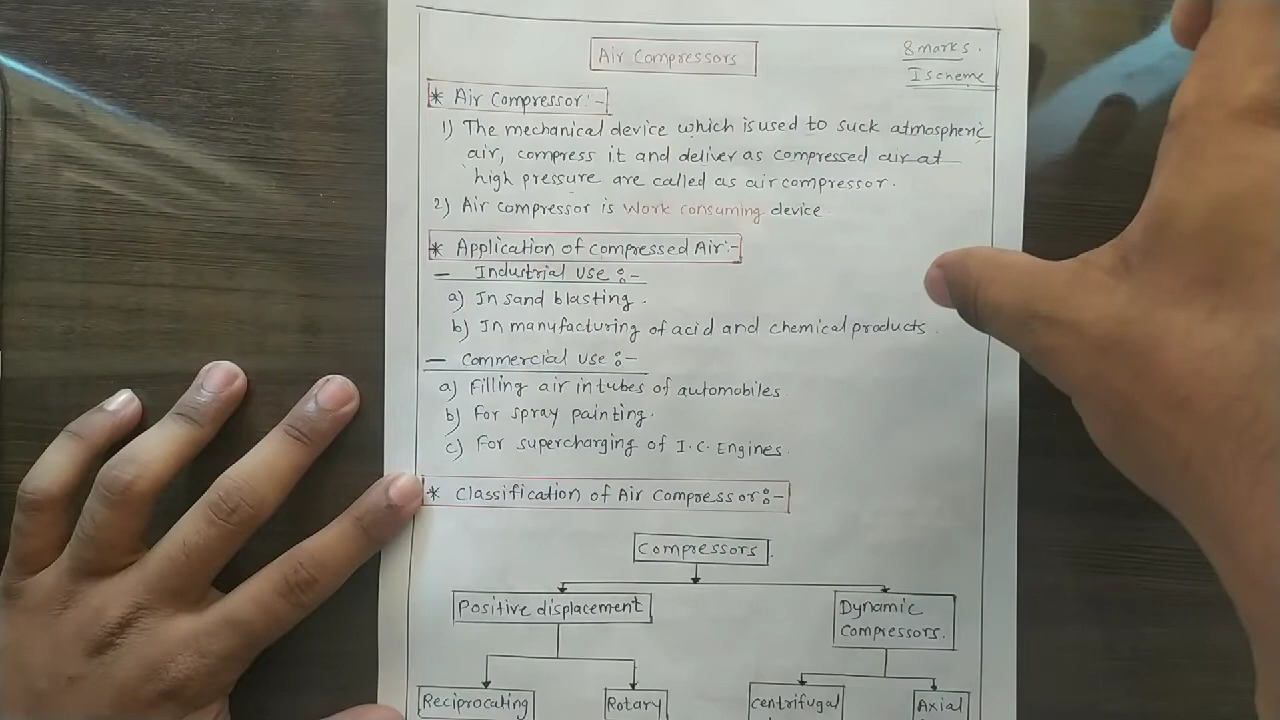 Air Compressors
8 marks.
I scheme
* Air Compressor:-
1) The mechanical device which is used to suck atmospheric
air, compress it and deliver as compressed air at
high pressure are called as air compressor.
2) Air compressor is work consuming device
* Application of compressed Air:-
- Industrial use :-
a) In sand blasting.
b) In manufacturing of acid and chemical products.
- Commercial use :-
a) Filling air in tubes of automobiles
b) For spray painting.
c) For supercharging of I.C. Engines.
* Classification of Air Compressor:-
Compressors.
Positive displacement
Dynamic
Compressors.
Reciprocating
Rotary
Centrifugal
Axial